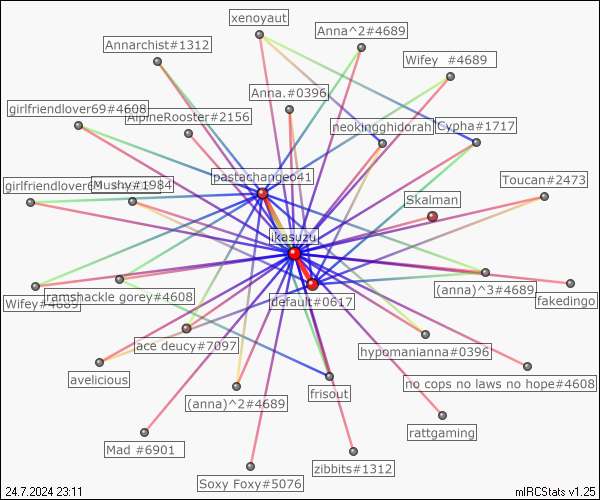 xenoyaut
Anna^2#4689
Annarchist#1312
Wifey #4689
Anna.#0396
girlfriendlover69#4608
AlpineRooster#2156
neokingghidorah
Cypha#1717
pastachangeo41
girlfriendlover6
Mushy#1984
Toucan#2473
Skalman
ikasuzu
Wifey#4689
ramshackle gorey#4608
default#0617
(anna)^3#4689
fakedingo
ace deucy#7097
hypomanianna#0396
avelicious
no cops no laws no hope#4608
frisout
(anna)^2#4689
rattgaming
Mad #6901
zibbits#1312
Soxy Foxy#5076
24.7.2024 23:11
mIRCStats v1.25